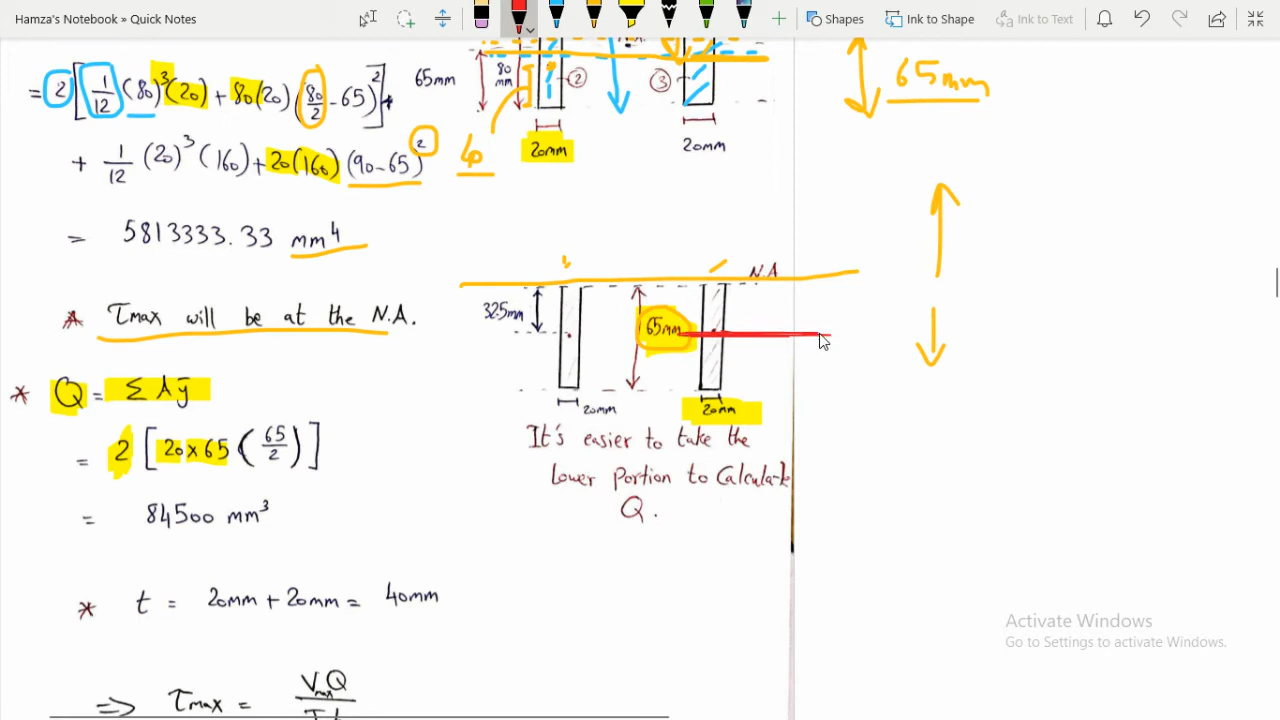 Hamza's Notebook » Quick Notes
Shapes
Ink to Shape
Ink to Text
= 2 [ 1/12 (80)³(20) + 80(20) (80/2 - 65)² ] +
65mm
80 mm
②
③
65mm
+ 1/12 (20)³ (160) + 20(160) (90-65)²
40
20mm
20mm
= 5813333.33 mm⁴
N.A
* τmax will be at the N.A.
32.5mm
65mm
* Q = Σ A ȳ
20mm
20mm
= 2 [ 20 x 65 ( 65/2 ) ]
It's easier to take the
lower Portion to Calculate
Q.
= 84500 mm³
* t = 20mm + 20mm = 40mm
Activate Windows
Go to Settings to activate Windows.
⇒ τmax = VmaxQ